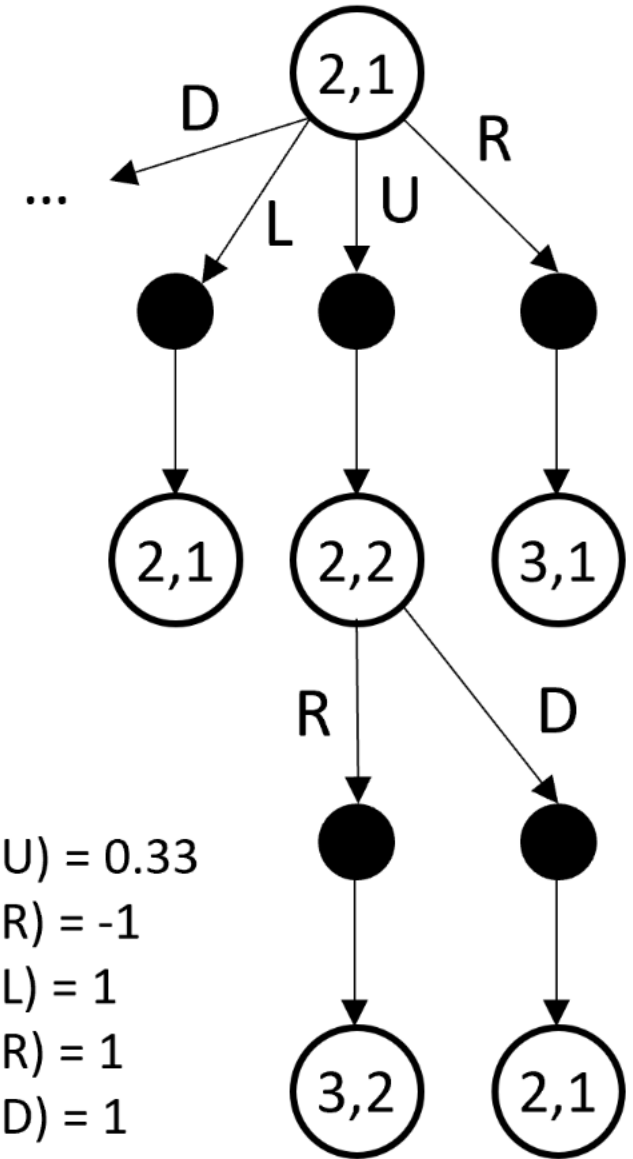 2,1
D
R
...
L
U
2,1
2,2
3,1
R
D
U) = 0.33
R) = -1
L) = 1
R) = 1
D) = 1
3,2
2,1